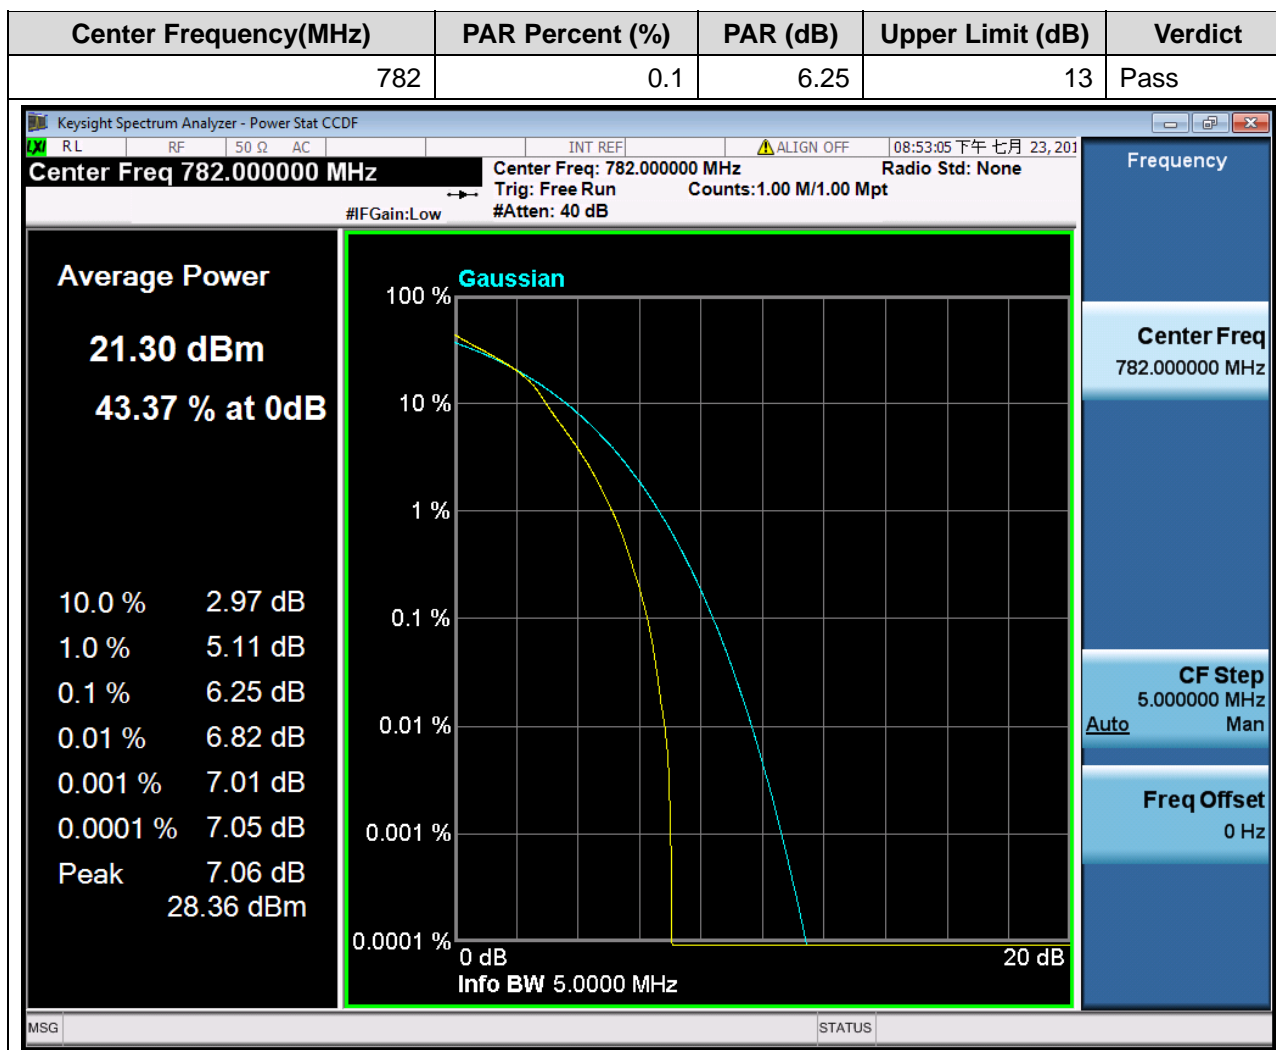 Center Frequency(MHz) PAR Percent (%) PAR (dB) Upper Limit (dB) Verdict
782 0.1 6.25 13 Pass
Keysight Spectrum Analyzer - Power Stat CCDF
LXI RL RF 50 Ω AC INT REF ALIGN OFF 08:53:05 下午 七月 23, 201
Center Freq 782.000000 MHz
#IFGain:Low
Center Freq: 782.000000 MHz Radio Std: None
Trig: Free Run Counts:1.00 M/1.00 Mpt
#Atten: 40 dB
Average Power
21.30 dBm
43.37 % at 0dB
10.0 % 2.97 dB
1.0 % 5.11 dB
0.1 % 6.25 dB
0.01 % 6.82 dB
0.001 % 7.01 dB
0.0001 % 7.05 dB
Peak 7.06 dB
28.36 dBm
Gaussian
100 %
10 %
1 %
0.1 %
0.01 %
0.001 %
0.0001 %
0 dB 20 dB
Info BW 5.0000 MHz
Frequency
Center Freq
782.000000 MHz
CF Step
5.000000 MHz
Auto Man
Freq Offset
0 Hz
MSG STATUS